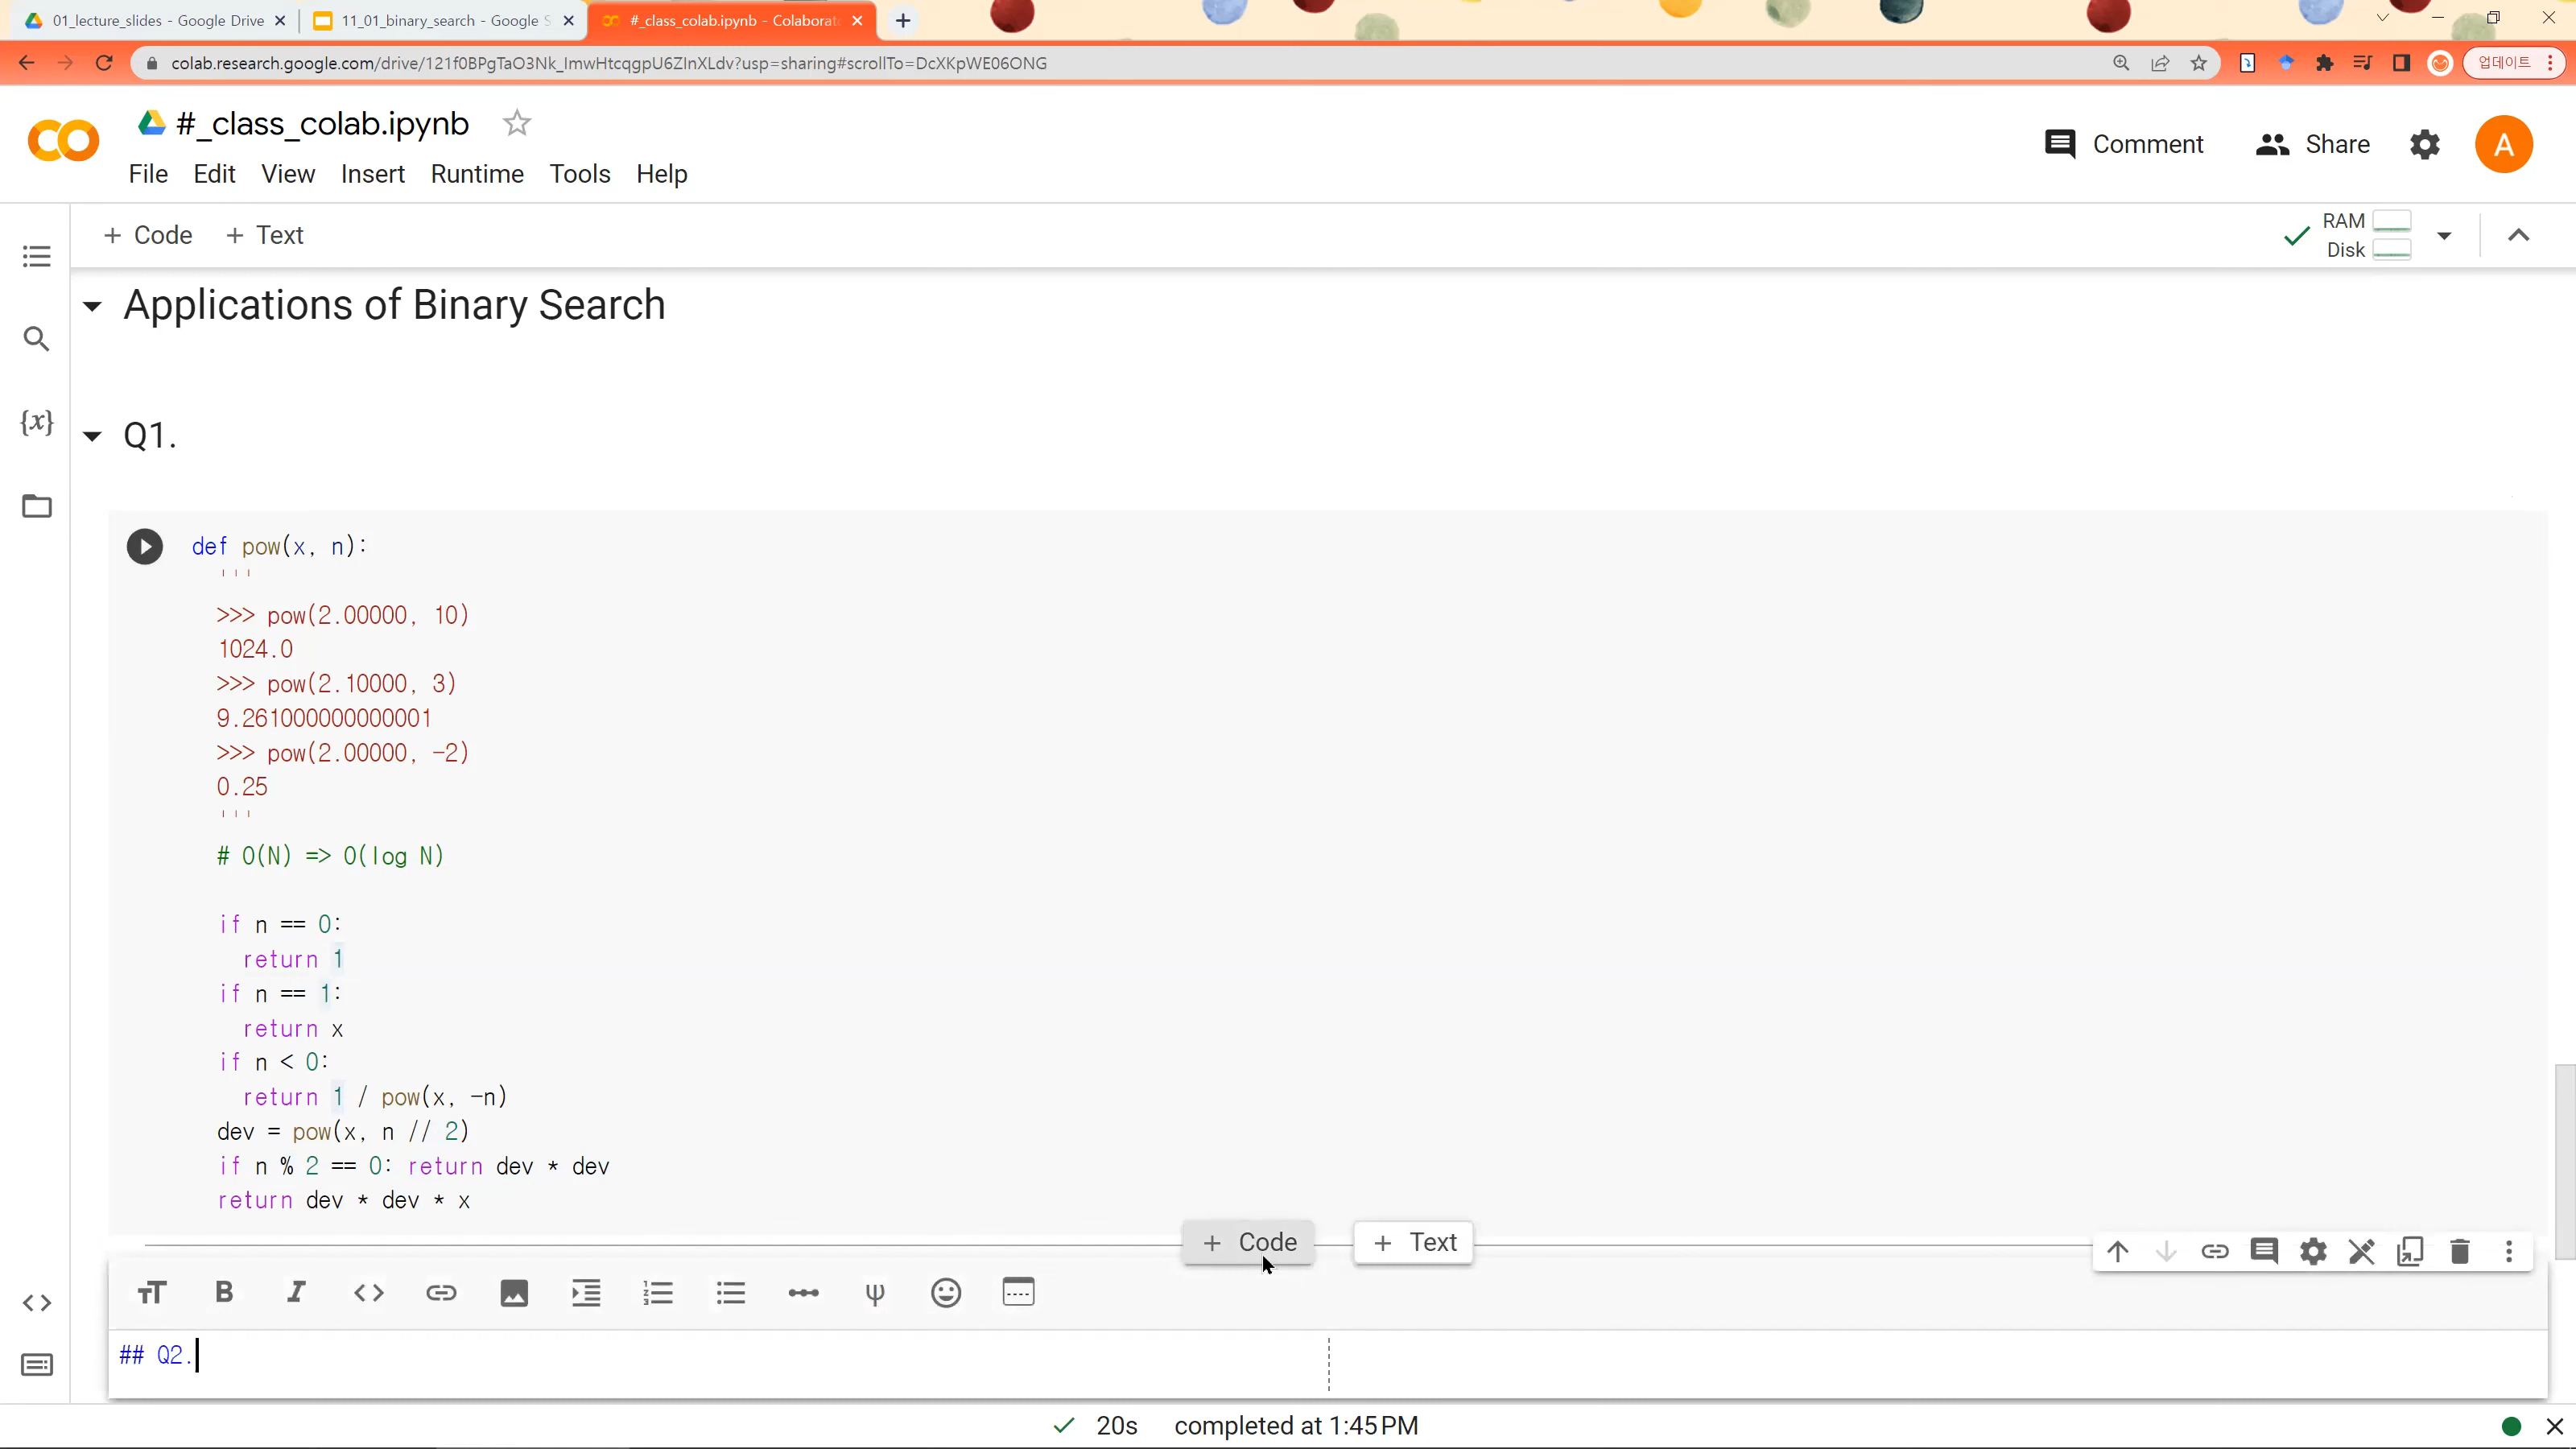 01_lecture_slides - Google Drive
11_01_binary_search - Google S
#_class_colab.ipynb - Colaborat
colab.research.google.com/drive/121f0BPgTaO3Nk_ImwHtcqgpU6ZInXLdv?usp=sharing#scrollTo=DcXKpWE06ONG
업데이트
#_class_colab.ipynb
Comment
Share
A
File Edit View Insert Runtime Tools Help
+ Code + Text
RAM
Disk
Applications of Binary Search
Q1.
def pow(x, n):
'''
>>> pow(2.00000, 10)
1024.0
>>> pow(2.10000, 3)
9.261000000000001
>>> pow(2.00000, -2)
0.25
'''
# O(N) => O(log N)
if n == 0:
return 1
if n == 1:
return x
if n < 0:
return 1 / pow(x, -n)
dev = pow(x, n // 2)
if n % 2 == 0: return dev * dev
return dev * dev * x
+ Code + Text
## Q2.
20s completed at 1:45 PM